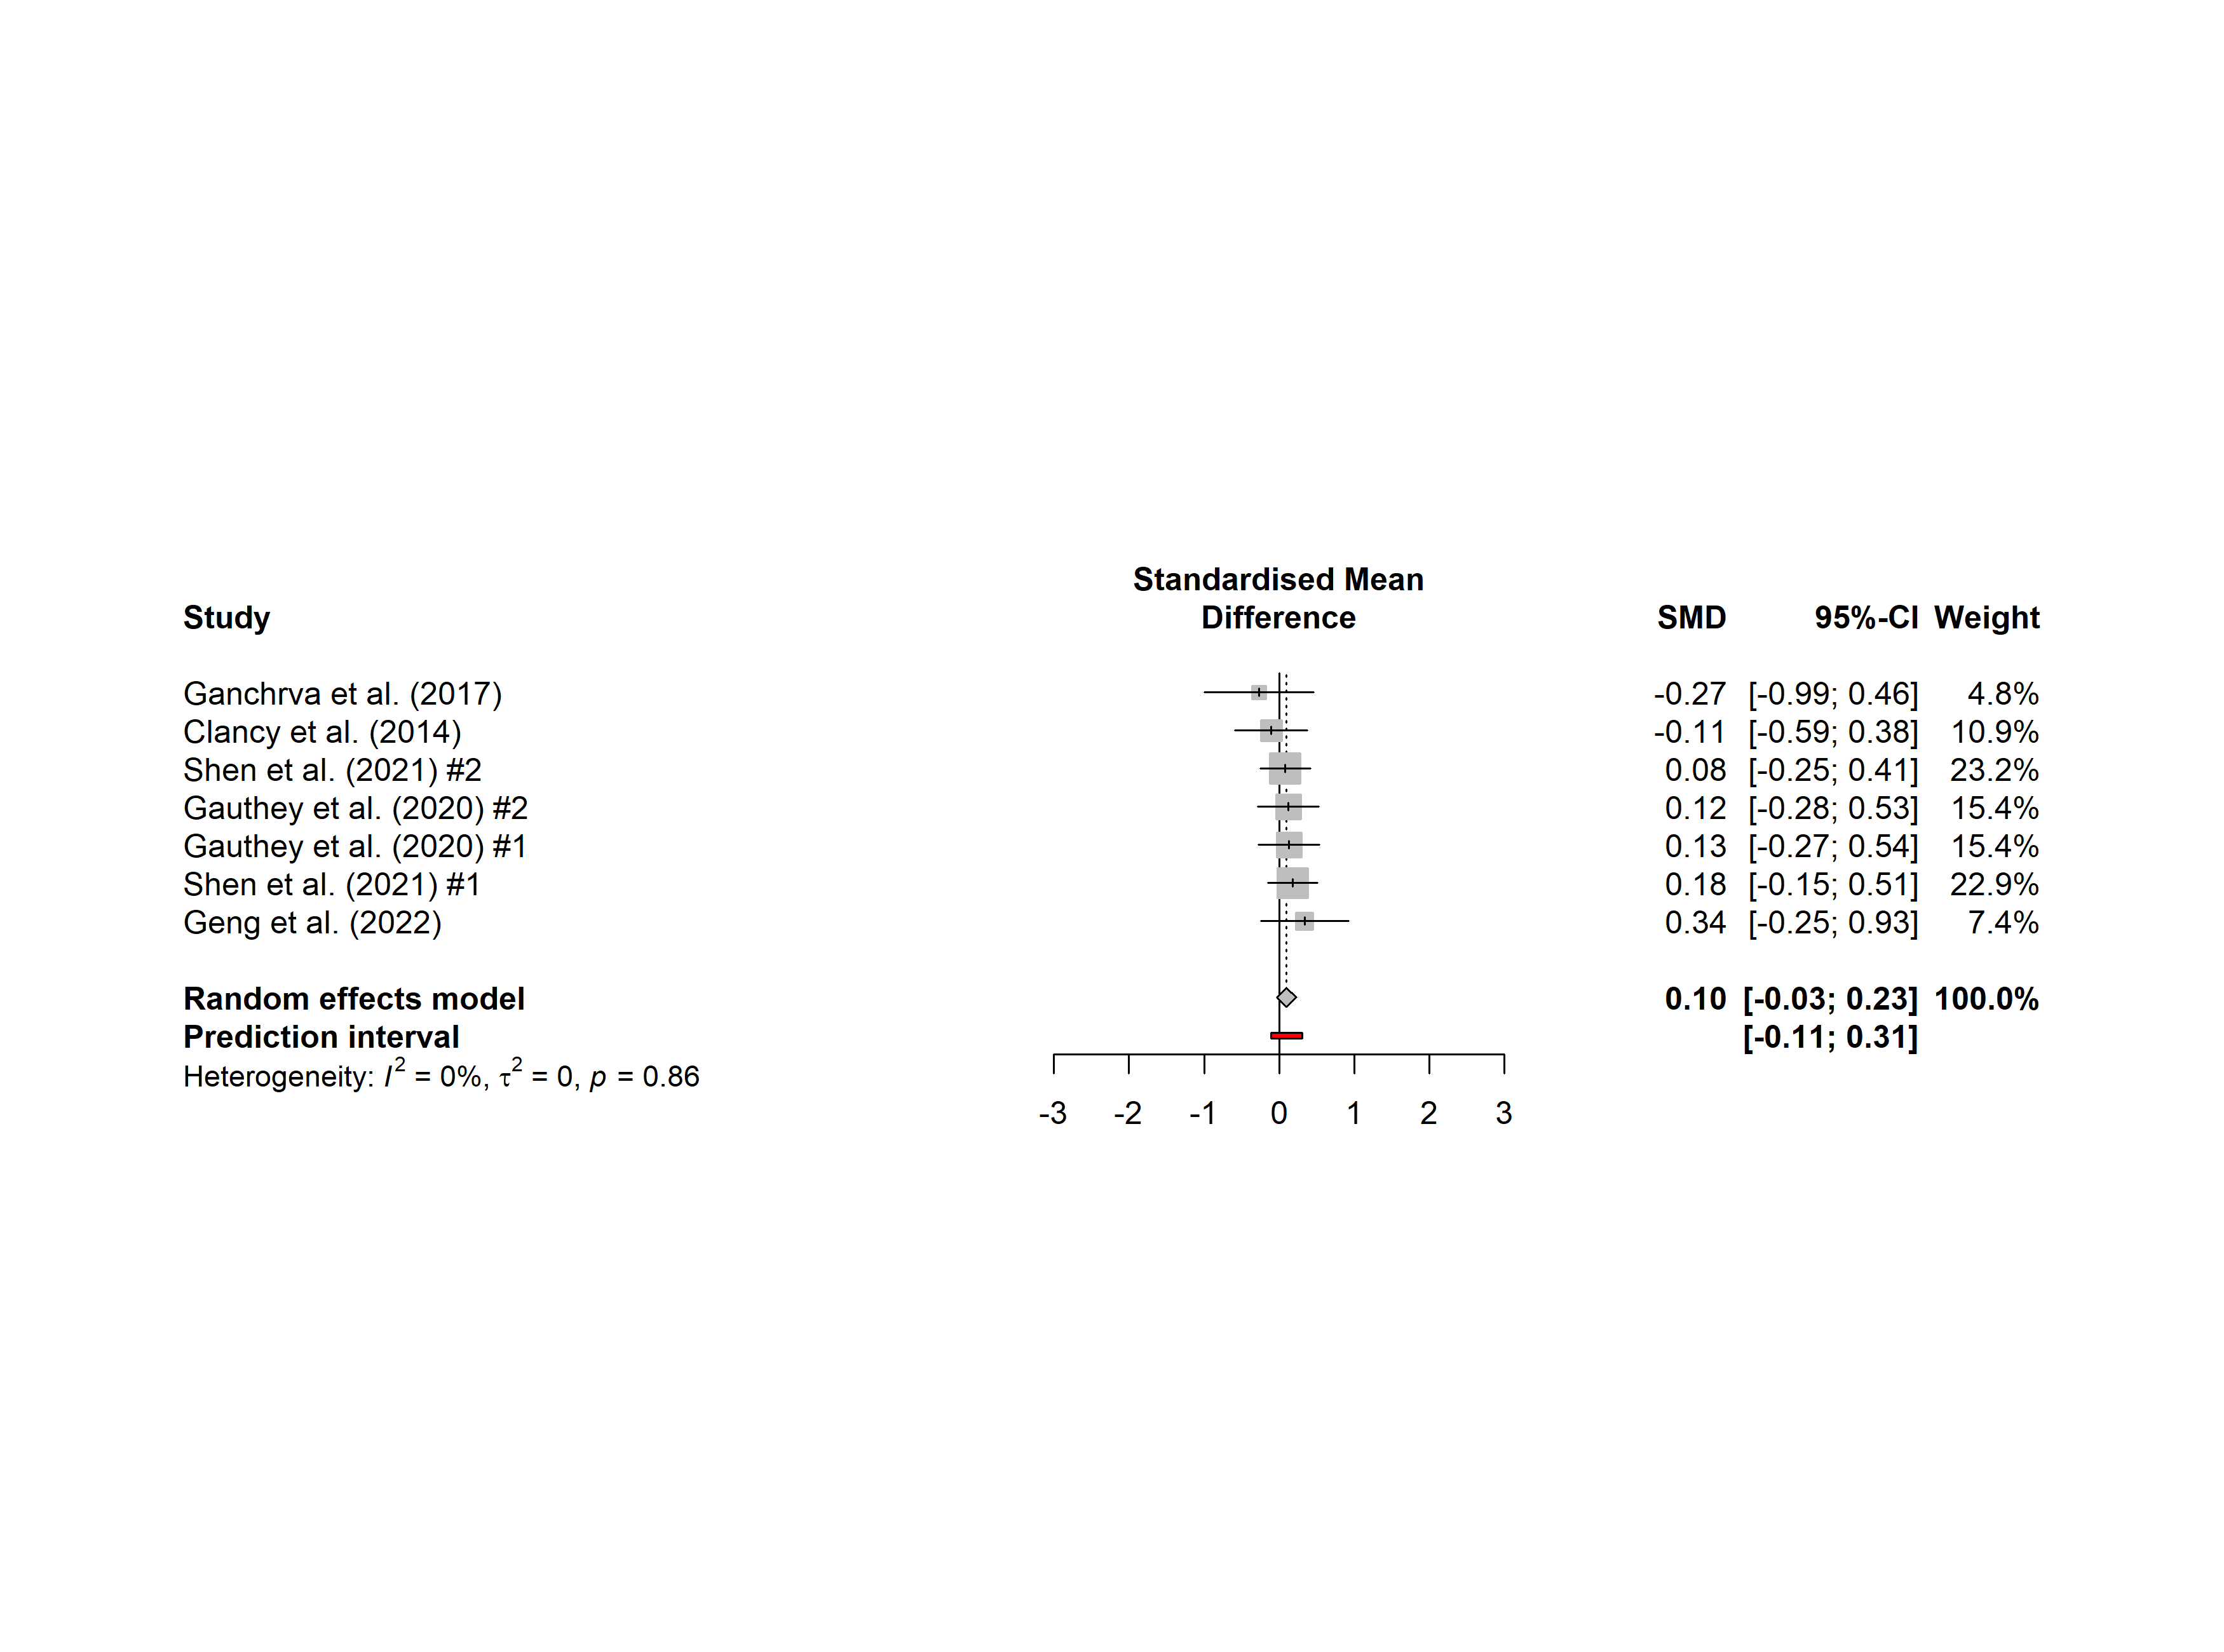 Standardised Mean
Study Difference SMD 95%-CI Weight
Ganchrva et al. (2017) -0.27 [-0.99; 0.46] 4.8%
Clancy et al. (2014) -0.11 [-0.59; 0.38] 10.9%
Shen et al. (2021) #2 0.08 [-0.25; 0.41] 23.2%
Gauthey et al. (2020) #2 0.12 [-0.28; 0.53] 15.4%
Gauthey et al. (2020) #1 0.13 [-0.27; 0.54] 15.4%
Shen et al. (2021) #1 0.18 [-0.15; 0.51] 22.9%
Geng et al. (2022) 0.34 [-0.25; 0.93] 7.4%
Random effects model 0.10 [-0.03; 0.23] 100.0%
Prediction interval [-0.11; 0.31]
Heterogeneity: I² = 0%, τ² = 0, p = 0.86
-3 -2 -1 0 1 2 3